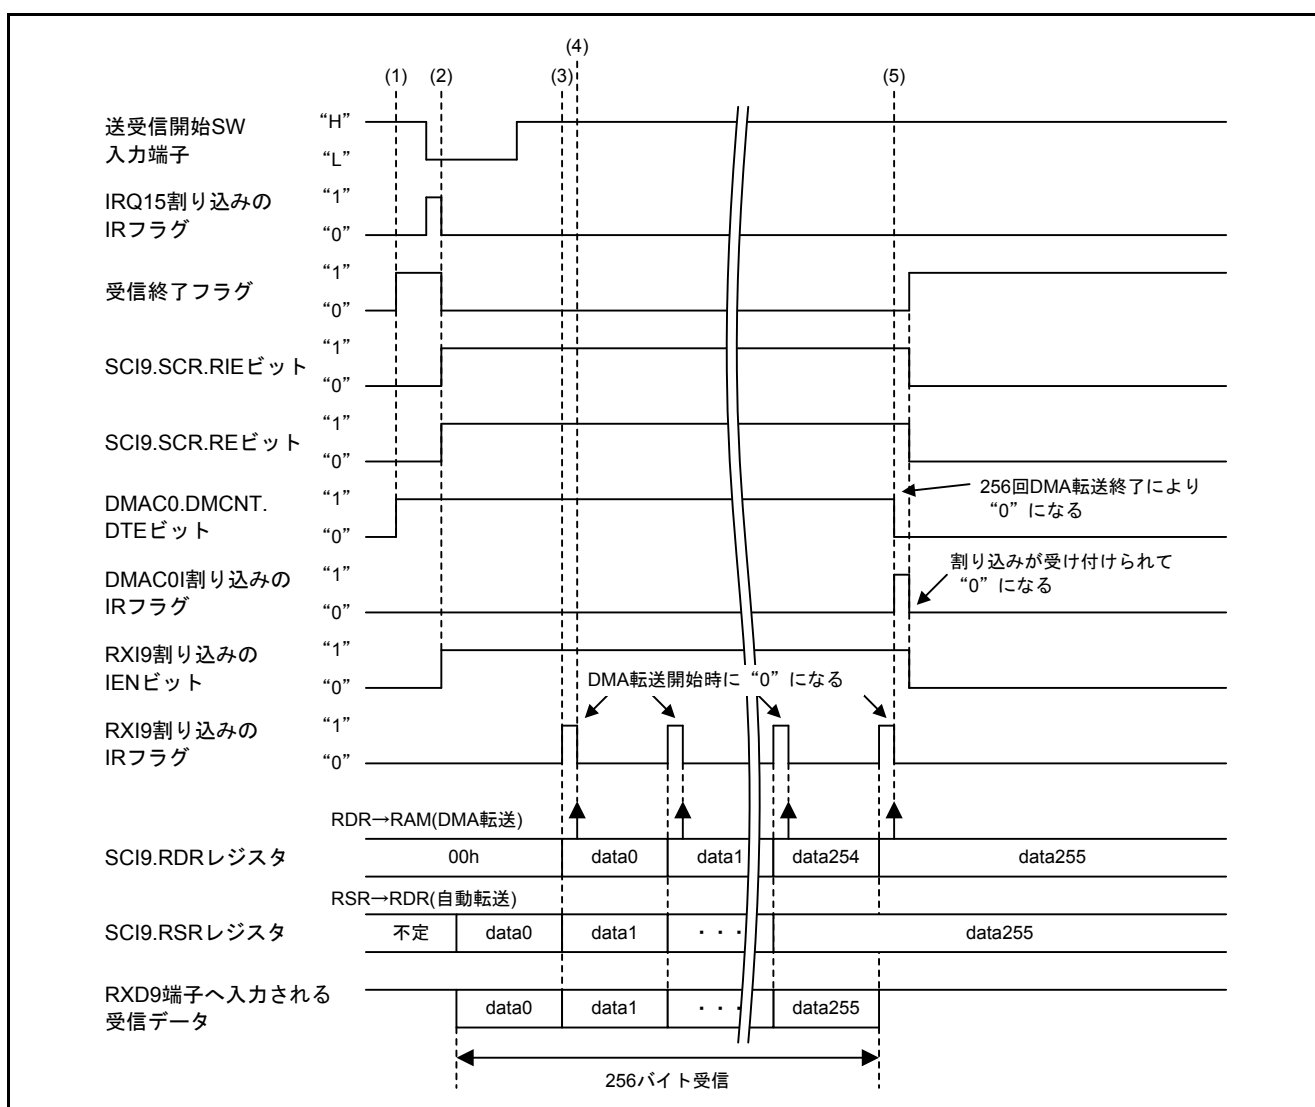 (4)
(1) (2) (3) (5)
送受信開始SW
入力端子
“H”
“L”
IRQ15割り込みの
IRフラグ
“1”
“0”
受信終了フラグ
“1”
“0”
SCI9.SCR.RIEビット
“1”
“0”
SCI9.SCR.REビット
“1”
“0”
256回DMA転送終了により
“0”になる
DMAC0.DMCNT.
DTEビット
“1”
“0”
割り込みが受け付けられて
“0”になる
DMAC0I割り込みの
IRフラグ
“1”
“0”
RXI9割り込みの
IENビット
“1”
“0”
DMA転送開始時に“0”になる
RXI9割り込みの
IRフラグ
“1”
“0”
RDR→RAM(DMA転送)
SCI9.RDRレジスタ 00h data0 data1 data254 data255
RSR→RDR(自動転送)
SCI9.RSRレジスタ 不定 data0 data1 ・・・ data255
RXD9端子へ入力される
受信データ
data0 data1 ・・・ data255
256バイト受信